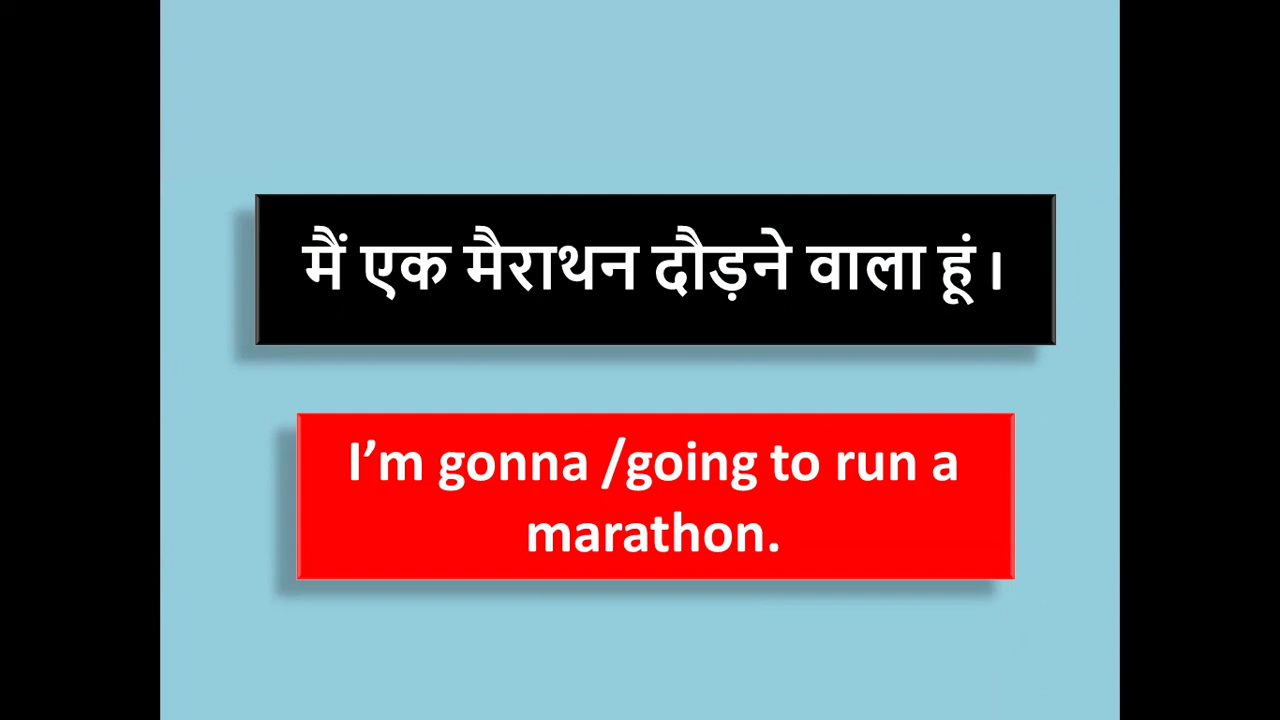 मैं एक मैराथन दौड़ने वाला हूं ।
I’m gonna /going to run a
marathon.